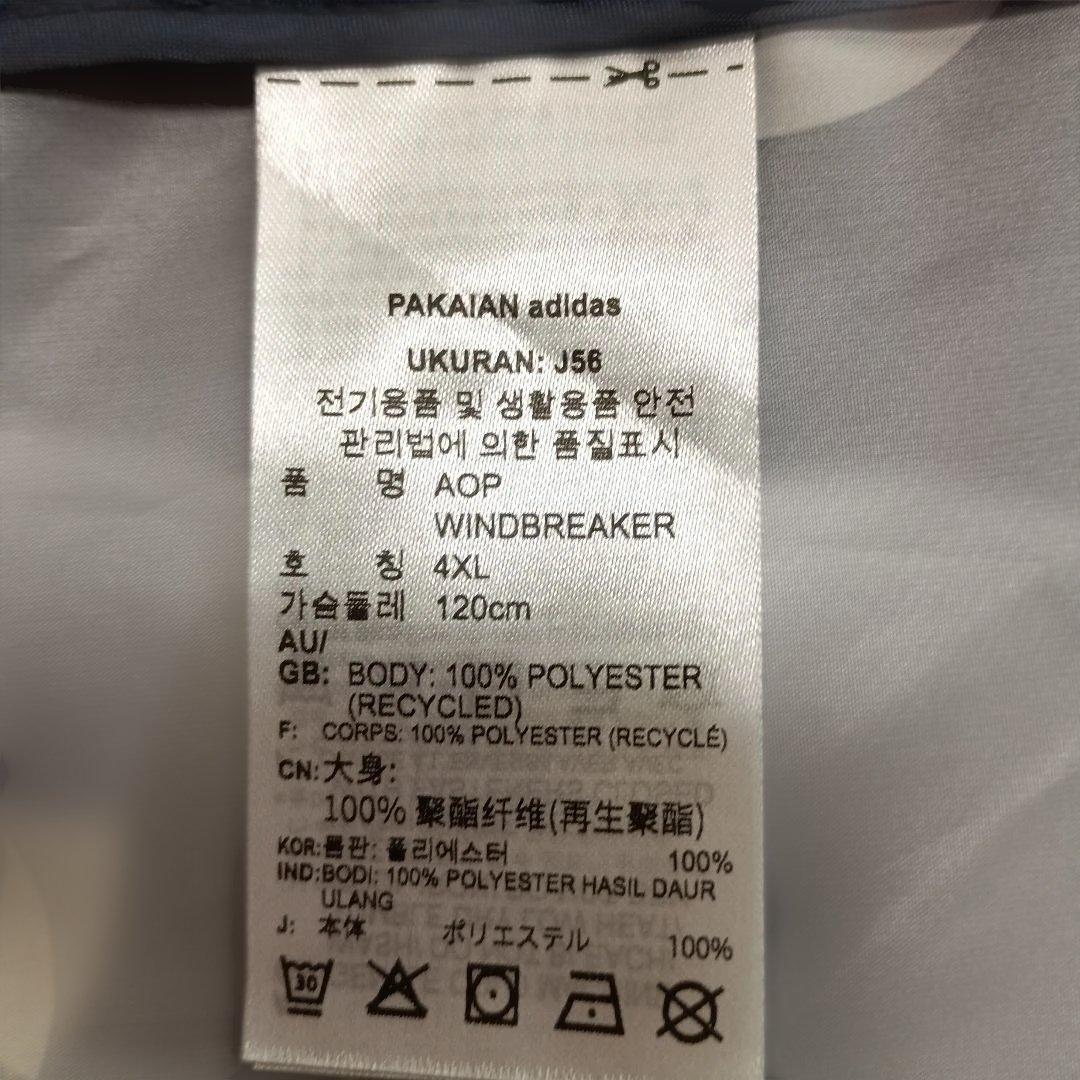 PAKAIAN adidas
UKURAN: J56
전기용품 및 생활용품 안전
관리법에 의한 품질표시
품 명 AOP
WINDBREAKER
호 칭 4XL
가슴둘레 120cm
AU/
GB: BODY: 100% POLYESTER
(RECYCLED)
F: CORPS: 100% POLYESTER (RECYCLÉ)
CN:大身:
100% 聚酯纤维(再生聚酯)
KOR:몸판: 폴리에스터 100%
IND:BODI: 100% POLYESTER HASIL DAUR
ULANG
J: 本体 ポリエステル 100%
30